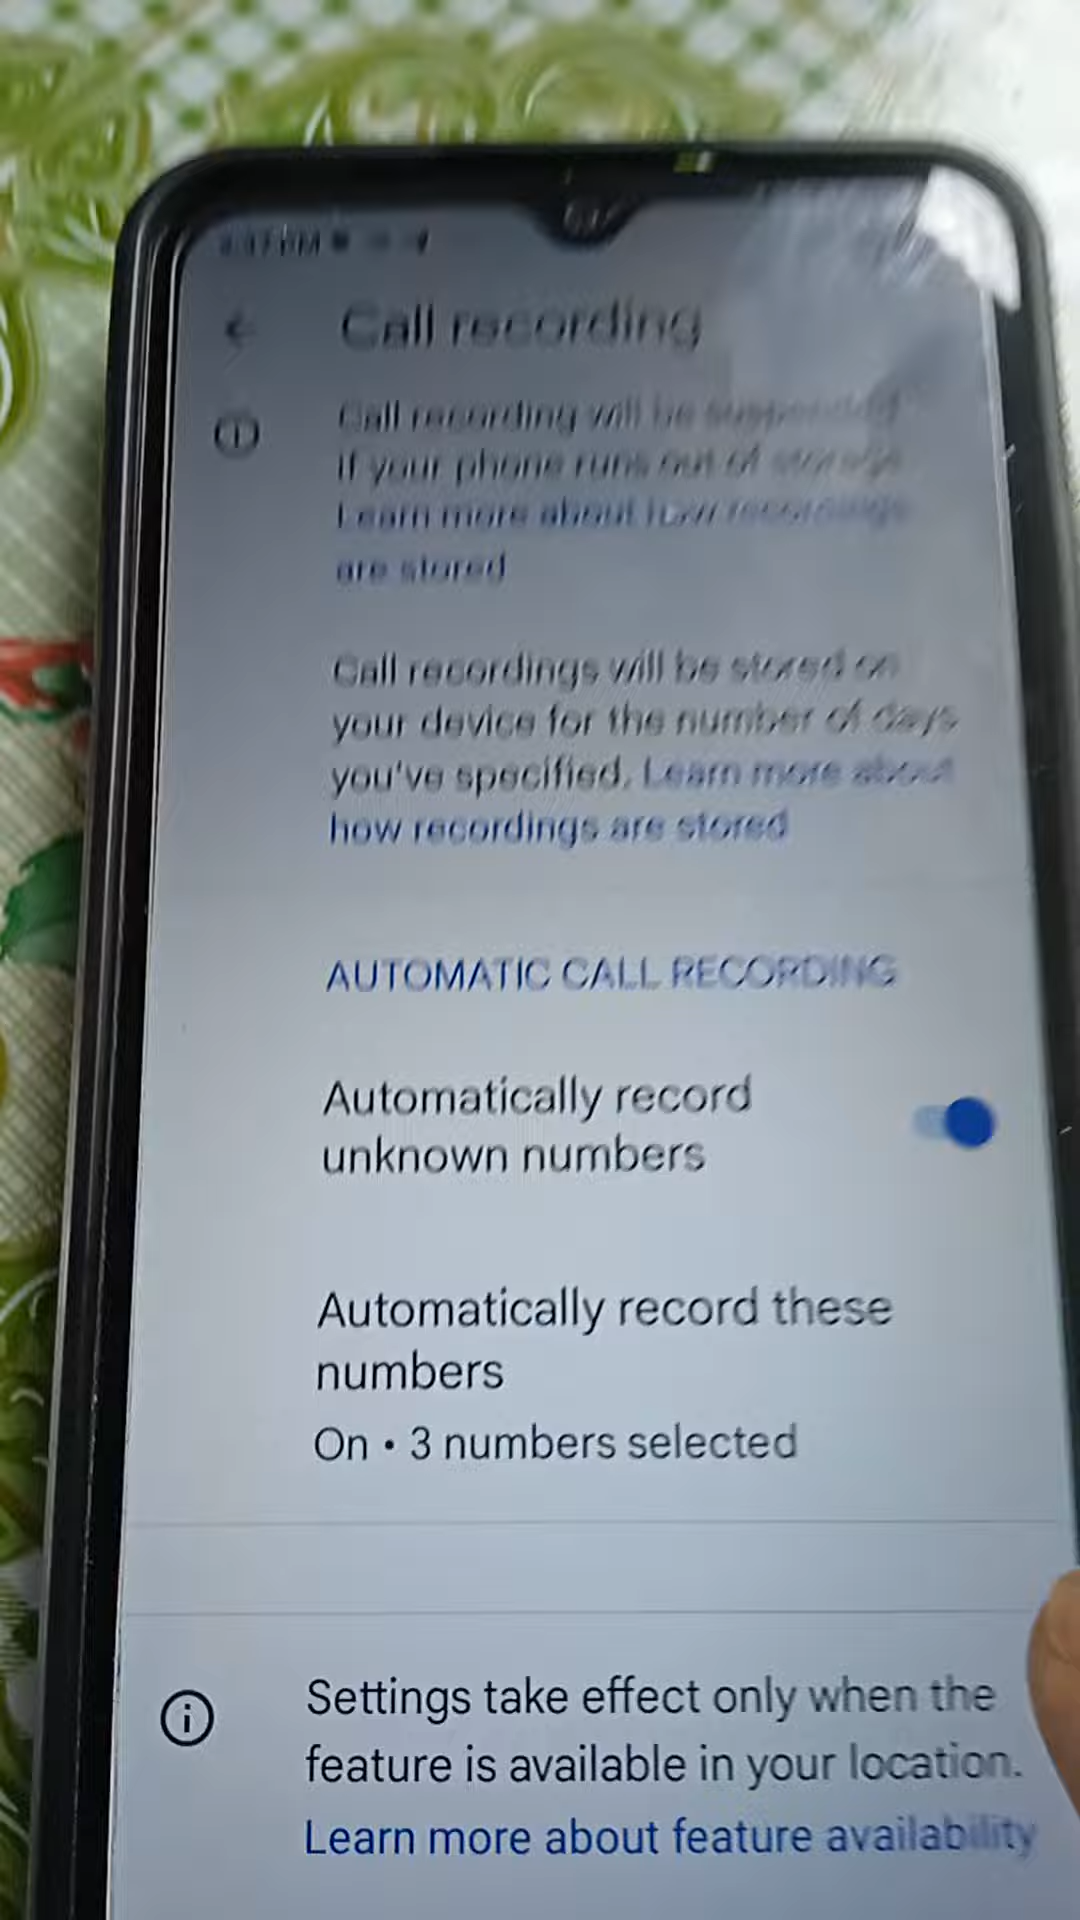 Call recording
Call recording will be suspended
if your phone runs out of storage.
Learn more about how recordings
are stored
Call recordings will be stored on
your device for the number of days
you've specified. Learn more about
how recordings are stored
AUTOMATIC CALL RECORDING
Automatically record
unknown numbers
Automatically record these
numbers
On • 3 numbers selected
Settings take effect only when the
feature is available in your location.
Learn more about feature availability